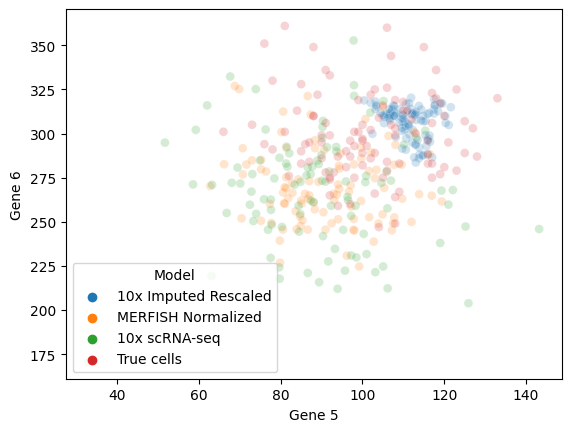 350
325
300
275
250
225
200
175
Gene 6
Model
10x Imputed Rescaled
MERFISH Normalized
10x scRNA-seq
True cells
40 60 80 100 120 140
Gene 5